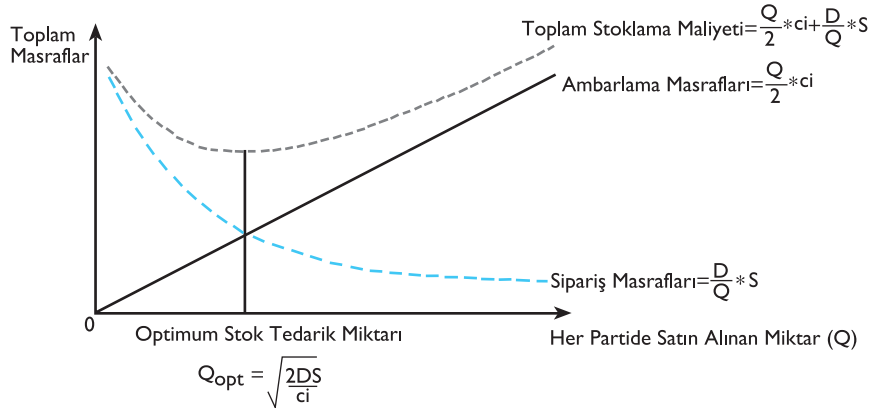 Toplam Masraflar
Toplam Stoklama Maliyeti=Q/2*ci+D/Q*S
Ambarlama Masrafları=Q/2*ci
Sipariş Masrafları=D/Q*S
0
Optimum Stok Tedarik Miktarı
Her Partide Satın Alınan Miktar (Q)
Qopt = √2DS/ci